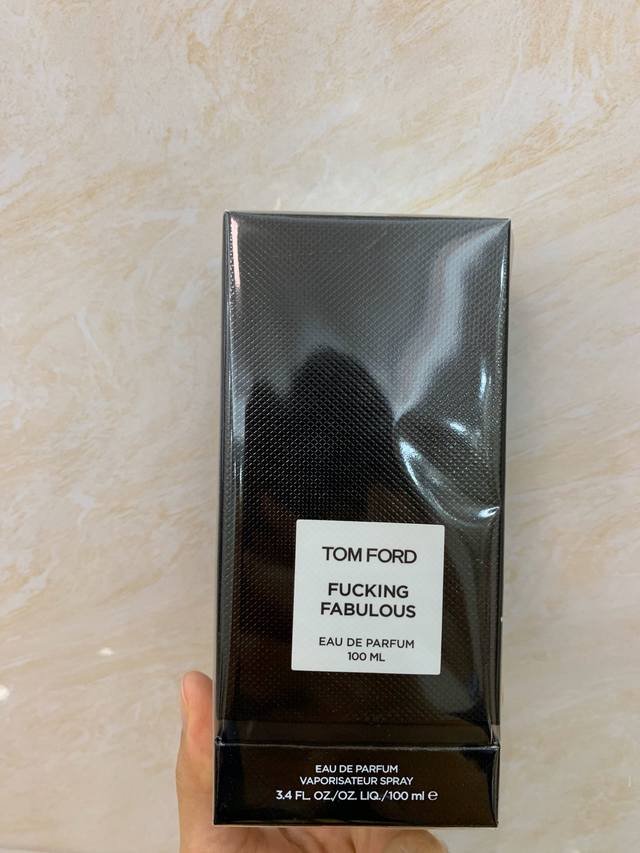 TOM FORD
FUCKING
FABULOUS
EAU DE PARFUM
100 ML
EAU DE PARFUM
VAPORISATEUR SPRAY
3.4 FL. OZ./OZ. LIQ./100 ml ℮